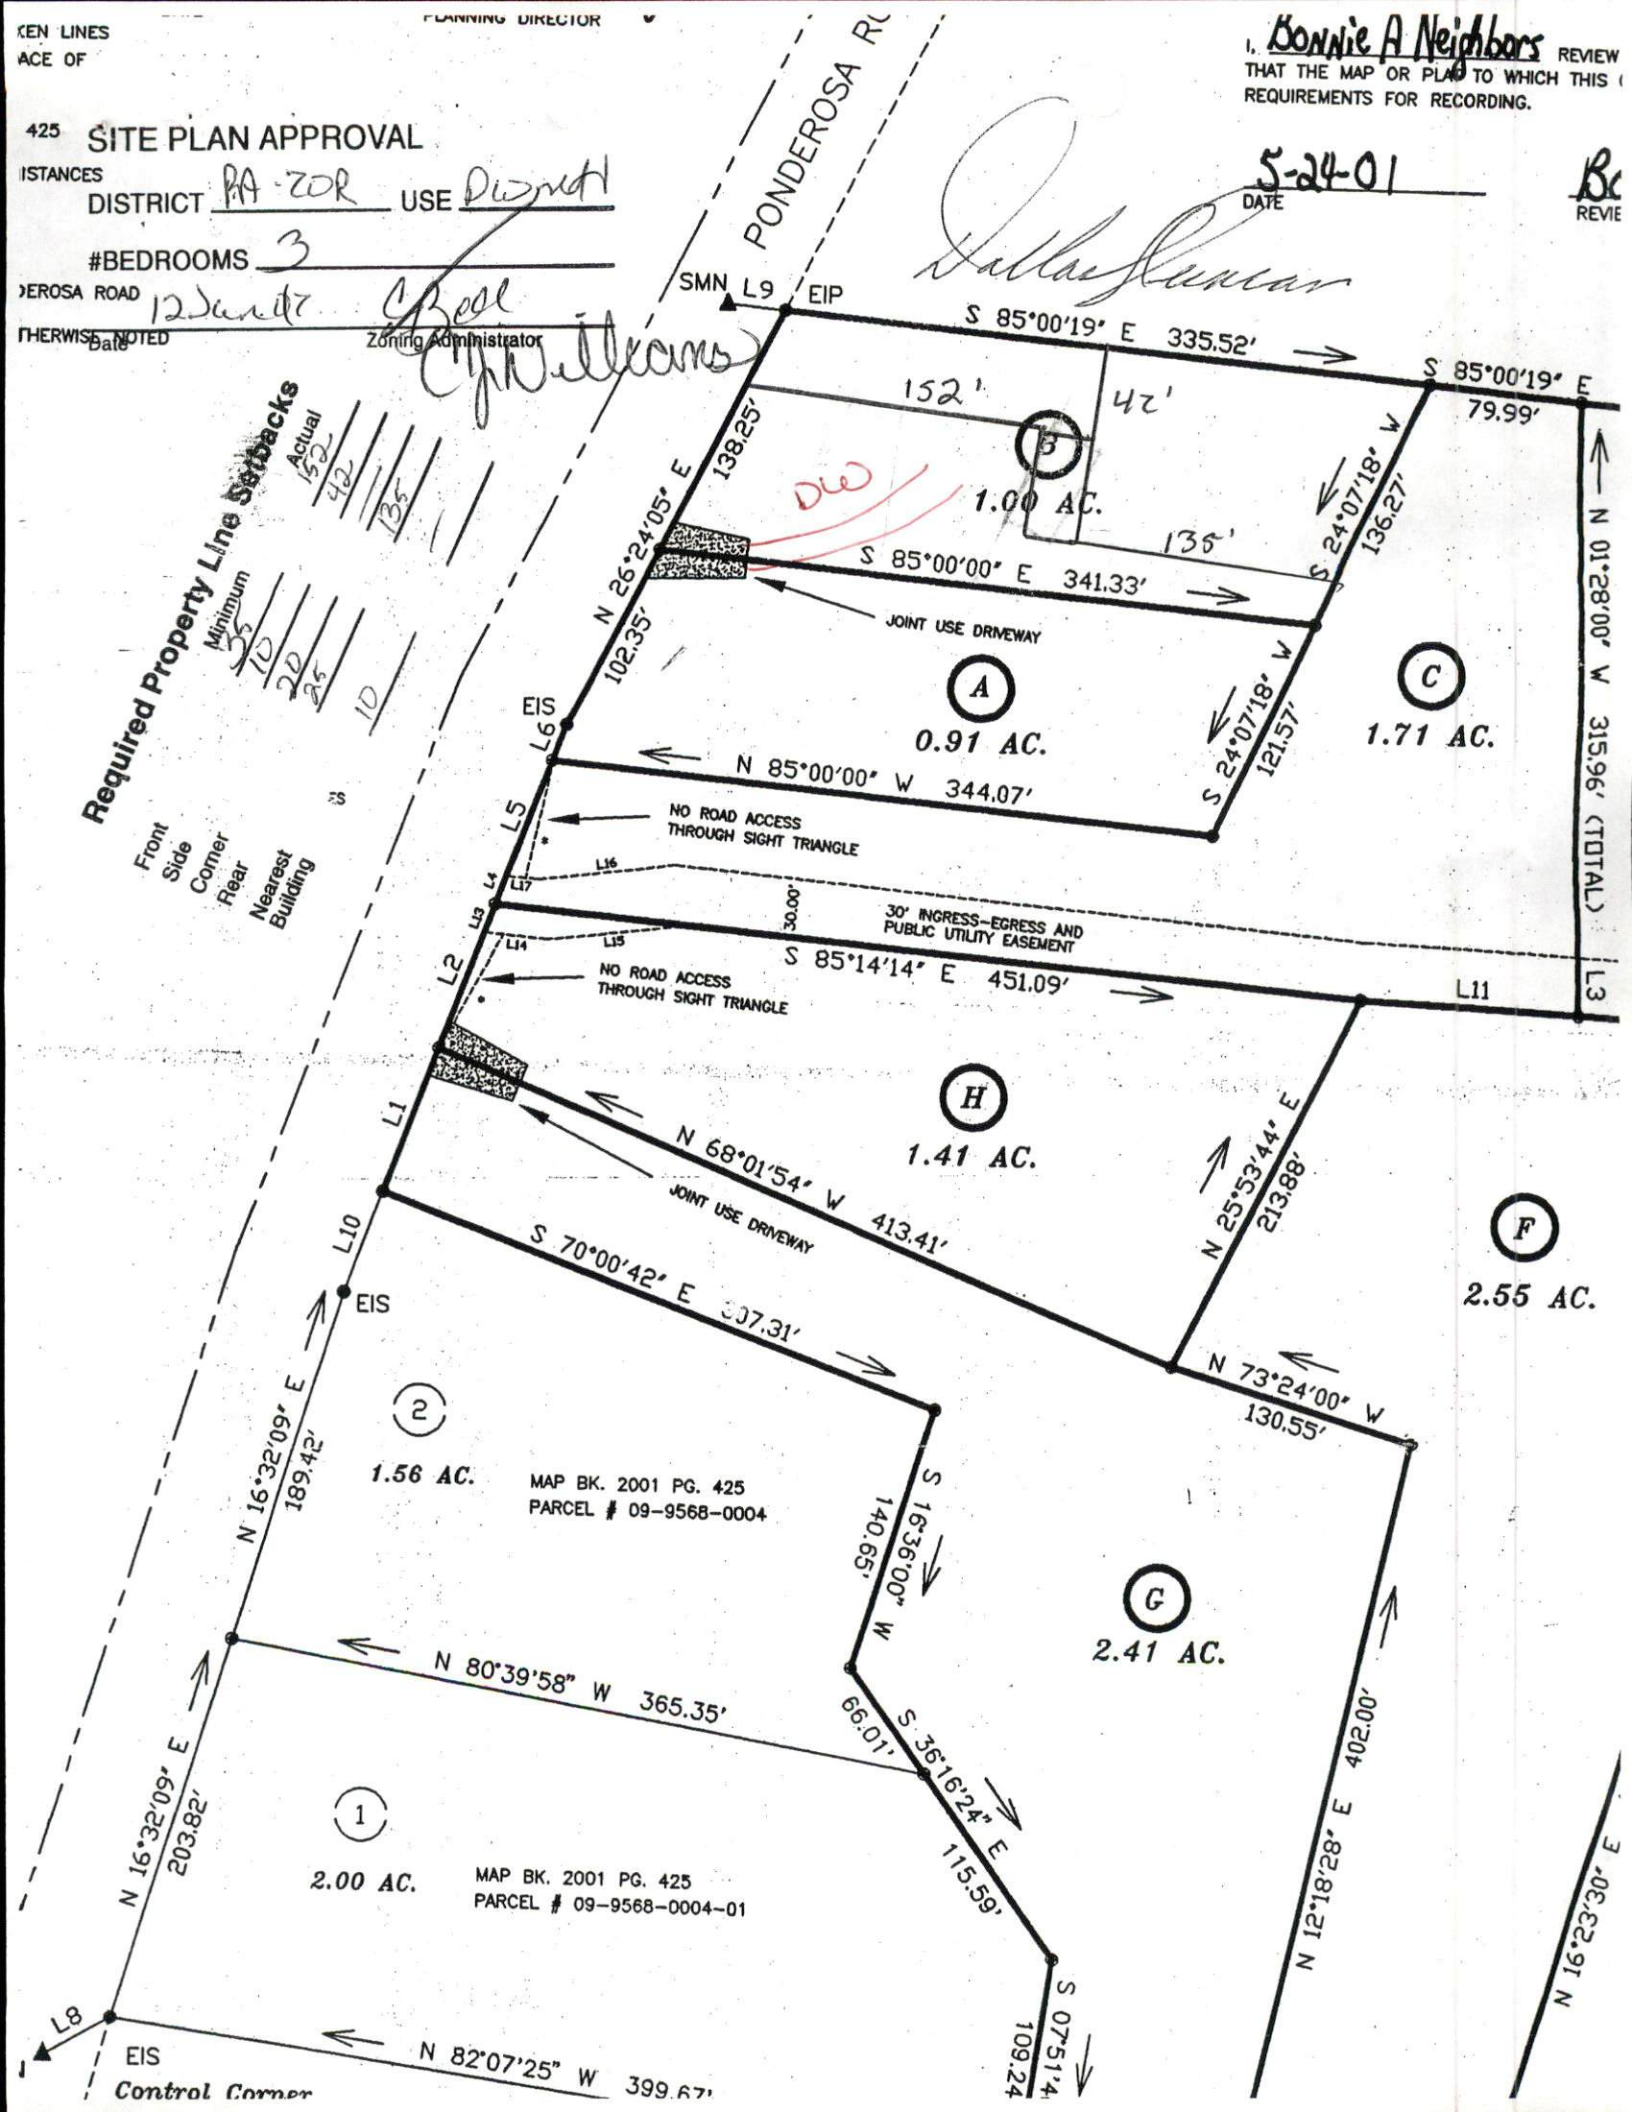 KEN LINES
ACE OF
PLANNING DIRECTOR
425 SITE PLAN APPROVAL
ISTANCES
DISTRICT RA-20R USE
#BEDROOMS 3
DEROSA ROAD
THERWISE NOTED
Date
Zoning Administrator
PONDEROSA
I, Bonnie A Neighbors REVIEW
THAT THE MAP OR PLAT TO WHICH THIS
REQUIREMENTS FOR RECORDING.
5-24-01
DATE
REVIE
Required Property Line Setbacks
Minimum Actual
Front 35 152
Side 10 42
Corner 20
Rear 25 135
Nearest
Building 10
ES
SMN L9 EIP
S 85°00'19" E 335.52'
S 85°00'19" E
79.99'
152'
42'
B
1.00 AC.
DW
135'
138.25'
N 26°24'05" E
102.35'
S 24°07'18" W
136.27'
S 85°00'00" E 341.33'
JOINT USE DRIVEWAY
A
0.91 AC.
S 24°07'18" W
121.57'
C
1.71 AC.
N 01°28'00" W 315.96' (TOTAL)
EIS
L6
N 85°00'00" W 344.07'
L5
NO ROAD ACCESS
THROUGH SIGHT TRIANGLE
*
L4
L17
L16
30.00'
30' INGRESS-EGRESS AND
PUBLIC UTILITY EASEMENT
L13
L14
L15
S 85°14'14" E 451.09'
L11
L3
L2
NO ROAD ACCESS
THROUGH SIGHT TRIANGLE
L1
H
1.41 AC.
N 68°01'54" W 413.41'
JOINT USE DRIVEWAY
N 25°53'44" E
213.88'
F
2.55 AC.
L10
EIS
S 70°00'42" E 307.31'
N 73°24'00" W
130.55'
N 16°32'09" E
189.42'
2
1.56 AC.
MAP BK. 2001 PG. 425
PARCEL # 09-9568-0004
S 16°36'00" W
140.65'
G
2.41 AC.
N 80°39'58" W 365.35'
S 36°16'24" E
66.01'
115.59'
N 12°18'28" E 402.00'
N 16°32'09" E
203.82'
1
2.00 AC.
MAP BK. 2001 PG. 425
PARCEL # 09-9568-0004-01
N 16°23'30" E
S 07°51'4
109.24
L8
EIS
Control Corner
N 82°07'25" W 399.67'